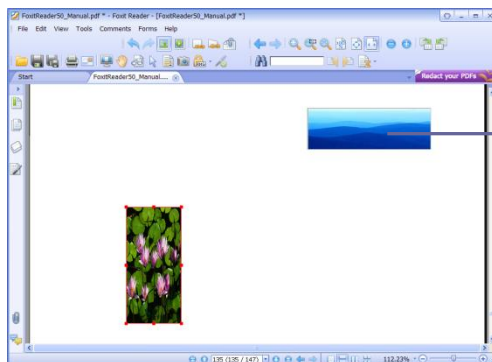 FoxitReader50_Manual.pdf * - Foxit Reader - [FoxitReader50_Manual.pdf *]
File Edit View Tools Comments Forms Help
Start
FoxitReader50_Manual....
Redact your PDFs
135 (135 / 147)
112.23%